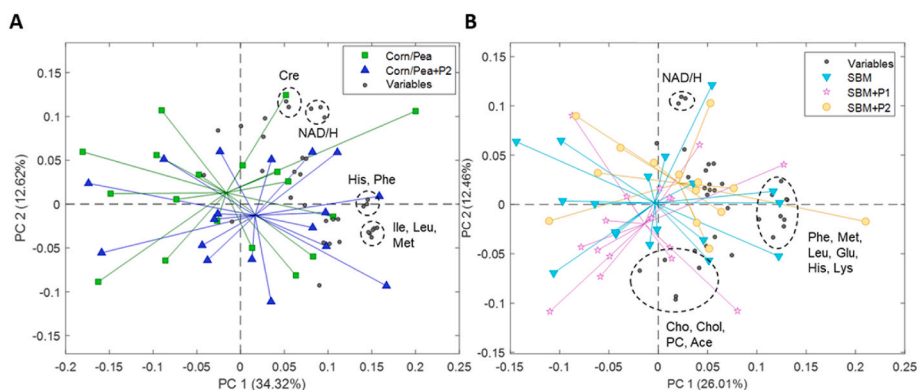 A
0.15
0.1
0.05
0
-0.05
-0.1
-0.15
PC 2 (12.62%)
Cre
NAD/H
His, Phe
Ile, Leu,
Met
Corn/Pea
Corn/Pea+P2
Variables
-0.2 -0.15 -0.1 -0.05 0 0.05 0.1 0.15 0.2 0.25
PC 1 (34.32%)
B
0.15
0.1
0.05
0
-0.05
-0.1
-0.15
PC 2 (12.46%)
NAD/H
Variables
SBM
SBM+P1
SBM+P2
Phe, Met,
Leu, Glu,
His, Lys
Cho, Chol,
PC, Ace
-0.15 -0.1 -0.05 0 0.05 0.1 0.15 0.2 0.25
PC 1 (26.01%)